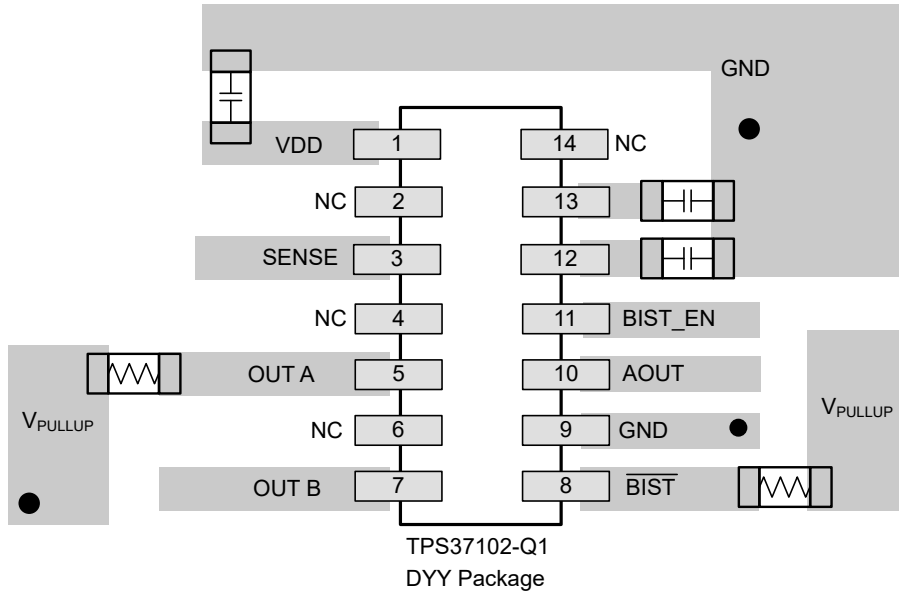 GND
VDD 1 14 NC
NC 2 13
SENSE 3 12
NC 4 11 BIST_EN
OUT A 5 10 AOUT
VPULLUP VPULLUP
NC 6 9 GND
OUT B 7 8 BIST
TPS37102-Q1
DYY Package